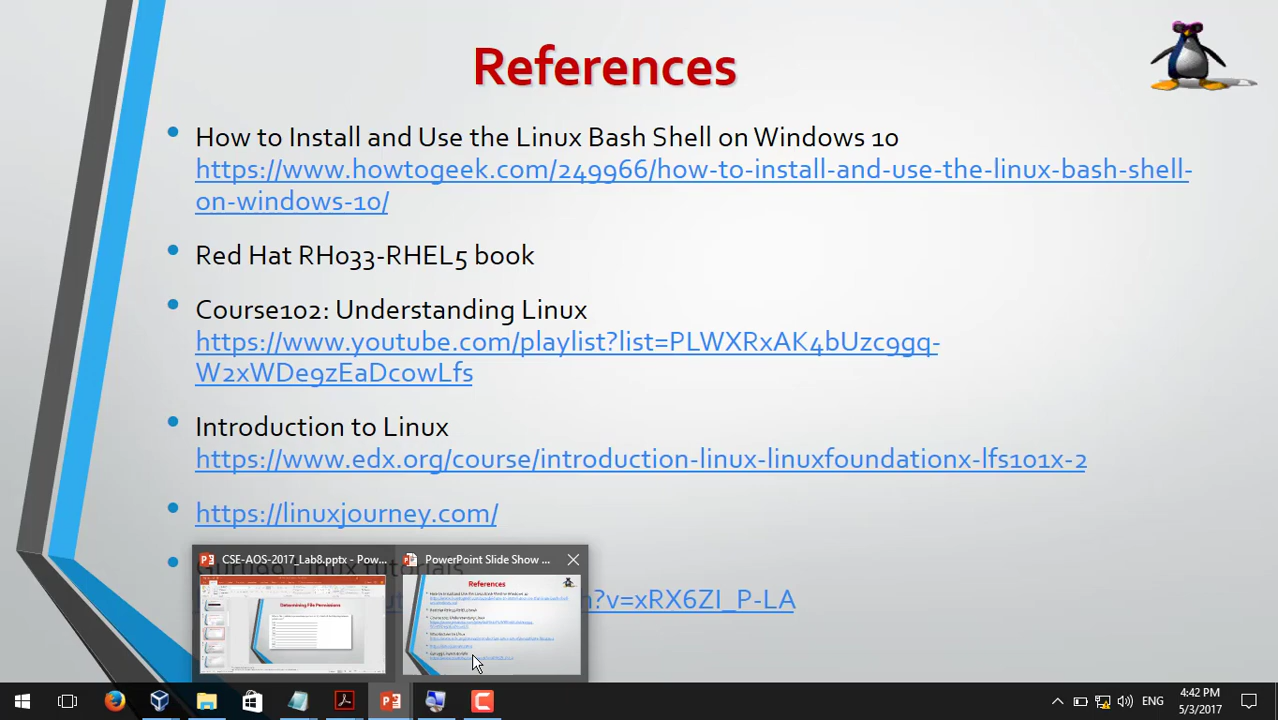 References
• How to Install and Use the Linux Bash Shell on Windows 10
https://www.howtogeek.com/249966/how-to-install-and-use-the-linux-bash-shell-
on-windows-10/
• Red Hat RH033-RHEL5 book
• Course102: Understanding Linux
https://www.youtube.com/playlist?list=PLWXRxAK4bUzc9gq-
W2xWDe9zEaDcowLfs
• Introduction to Linux
https://www.edx.org/course/introduction-linux-linuxfoundationx-lfs101x-2
• https://linuxjourney.com/
CSE-AOS-2017_Lab8.pptx - Pow...
PowerPoint Slide Show ...
Determining File Permissions
References
?v=xRX6ZI_P-LA
ENG
4:42 PM
5/3/2017